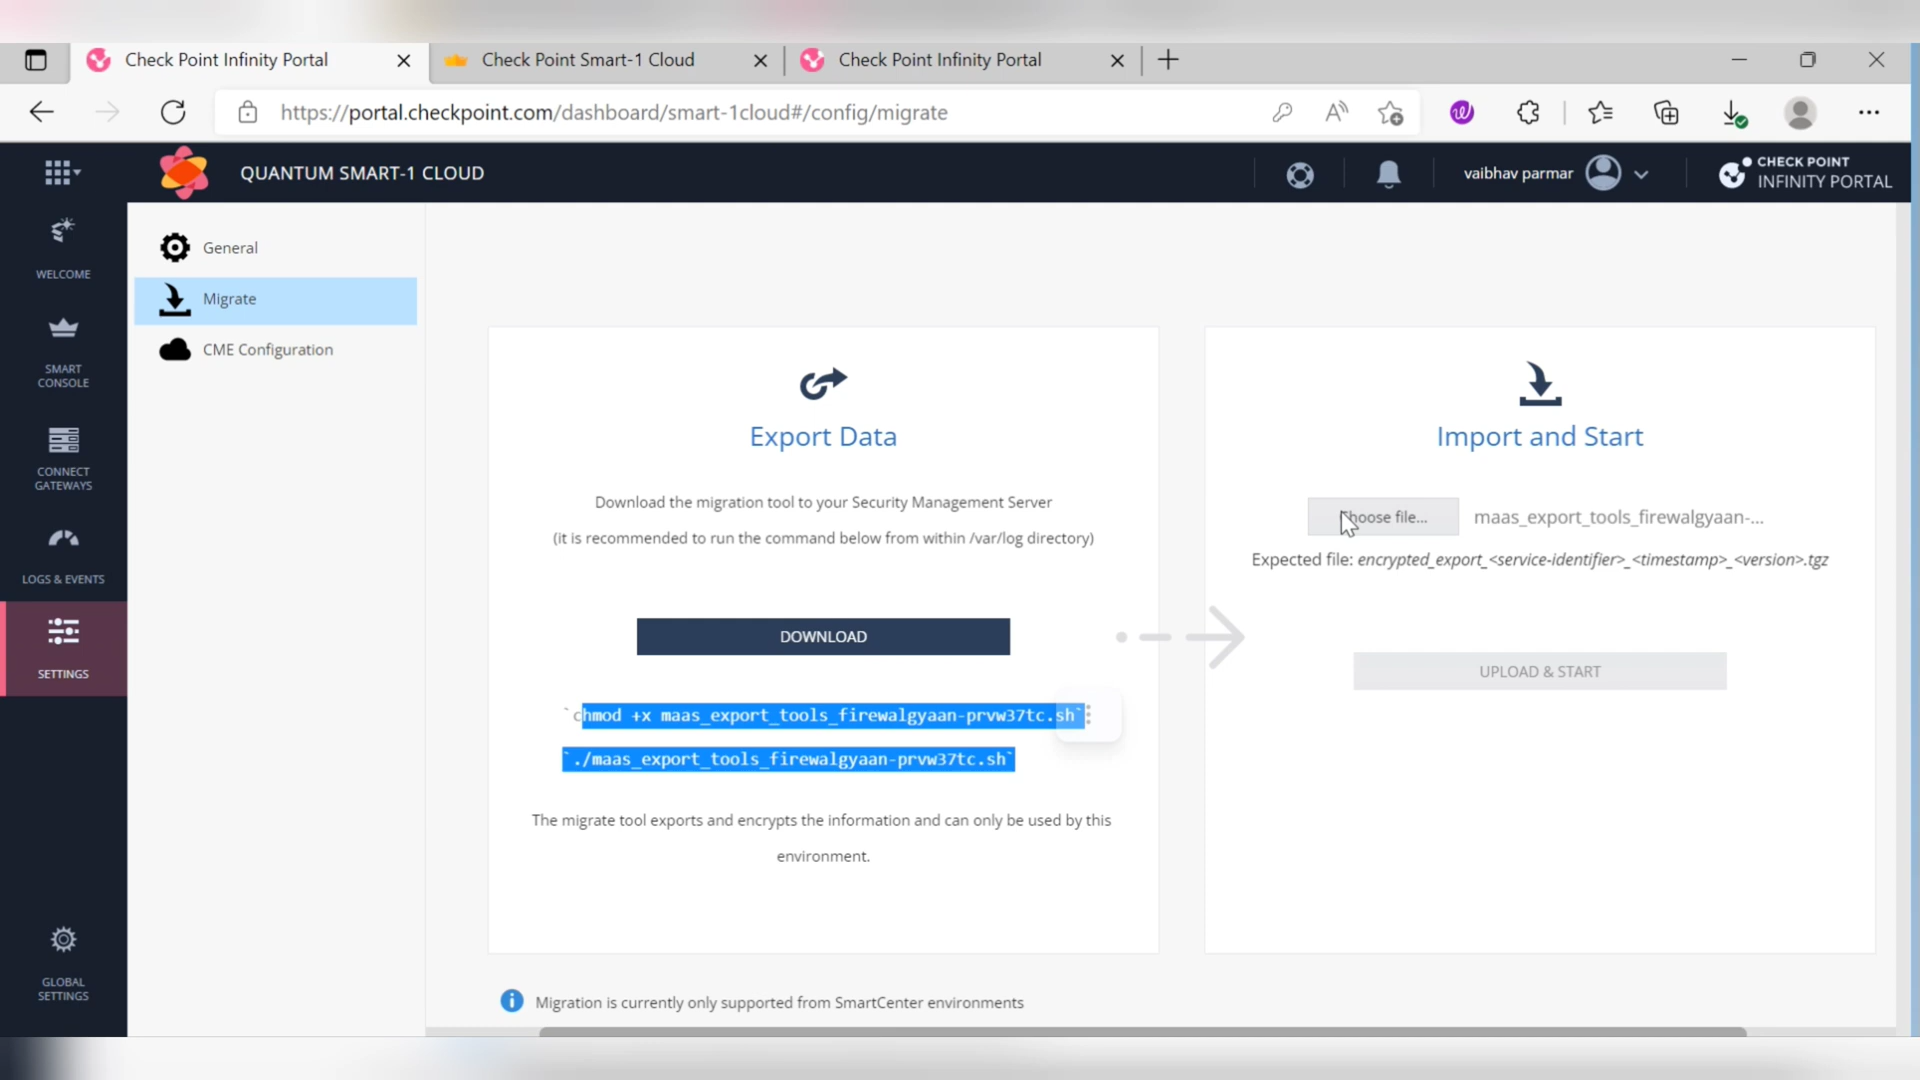 Check Point Infinity Portal
Check Point Smart-1 Cloud
Check Point Infinity Portal
https://portal.checkpoint.com/dashboard/smart-1cloud#/config/migrate
QUANTUM SMART-1 CLOUD
vaibhav parmar
CHECK POINT
INFINITY PORTAL
WELCOME
SMART
CONSOLE
CONNECT
GATEWAYS
LOGS & EVENTS
SETTINGS
GLOBAL
SETTINGS
General
Migrate
CME Configuration
Export Data
Download the migration tool to your Security Management Server
(it is recommended to run the command below from within /var/log directory)
DOWNLOAD
`chmod +x maas_export_tools_firewalgyaan-prvw37tc.sh`
`./maas_export_tools_firewalgyaan-prvw37tc.sh`
The migrate tool exports and encrypts the information and can only be used by this
environment.
Import and Start
Choose file... maas_export_tools_firewalgyaan-...
Expected file: encrypted_export_<service-identifier>_<timestamp>_<version>.tgz
UPLOAD & START
Migration is currently only supported from SmartCenter environments